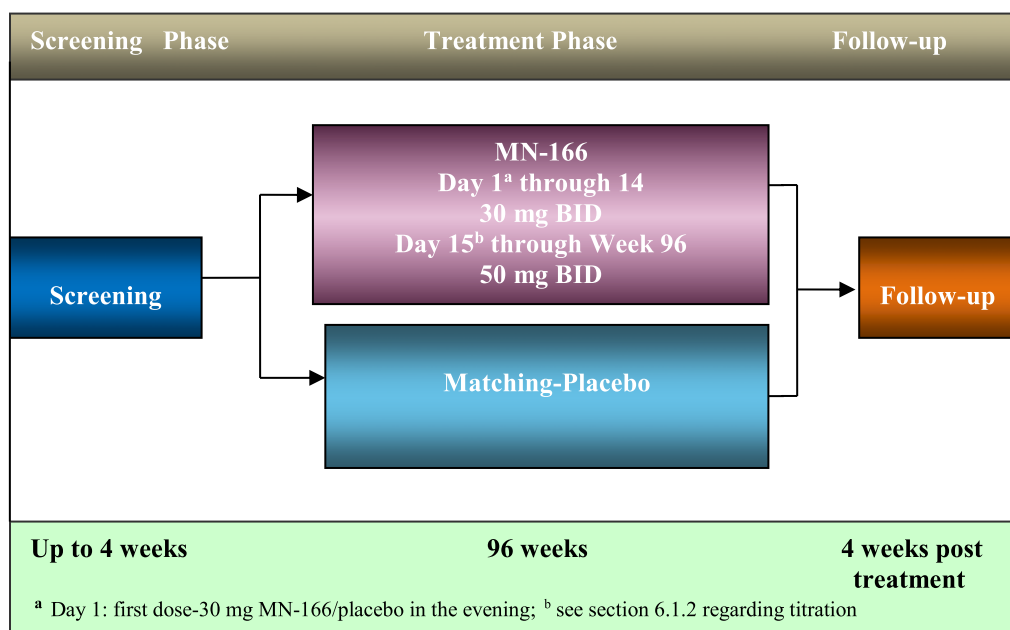 Screening Phase Treatment Phase Follow-up
MN-166
Day 1ᵃ through 14
30 mg BID
Day 15ᵇ through Week 96
50 mg BID
Screening
Follow-up
Matching-Placebo
Up to 4 weeks 96 weeks 4 weeks post
treatment
ᵃ Day 1: first dose-30 mg MN-166/placebo in the evening; ᵇ see section 6.1.2 regarding titration